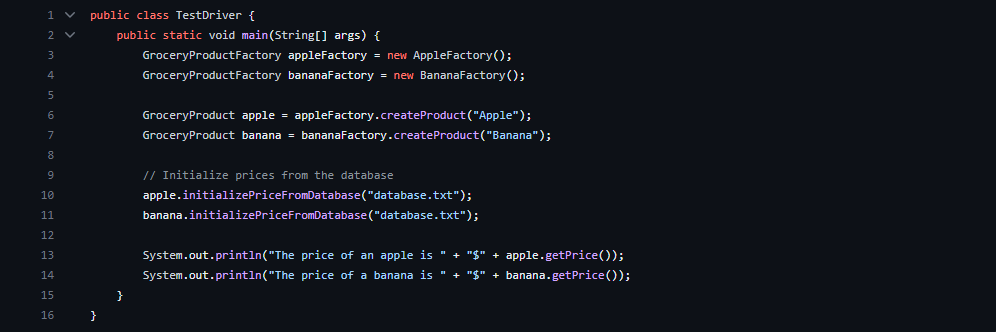 1 public class TestDriver {
2 public static void main(String[] args) {
3 GroceryProductFactory appleFactory = new AppleFactory();
4 GroceryProductFactory bananaFactory = new BananaFactory();
5
6 GroceryProduct apple = appleFactory.createProduct("Apple");
7 GroceryProduct banana = bananaFactory.createProduct("Banana");
8
9 // Initialize prices from the database
10 apple.initializePriceFromDatabase("database.txt");
11 banana.initializePriceFromDatabase("database.txt");
12
13 System.out.println("The price of an apple is " + "$" + apple.getPrice());
14 System.out.println("The price of a banana is " + "$" + banana.getPrice());
15 }
16 }